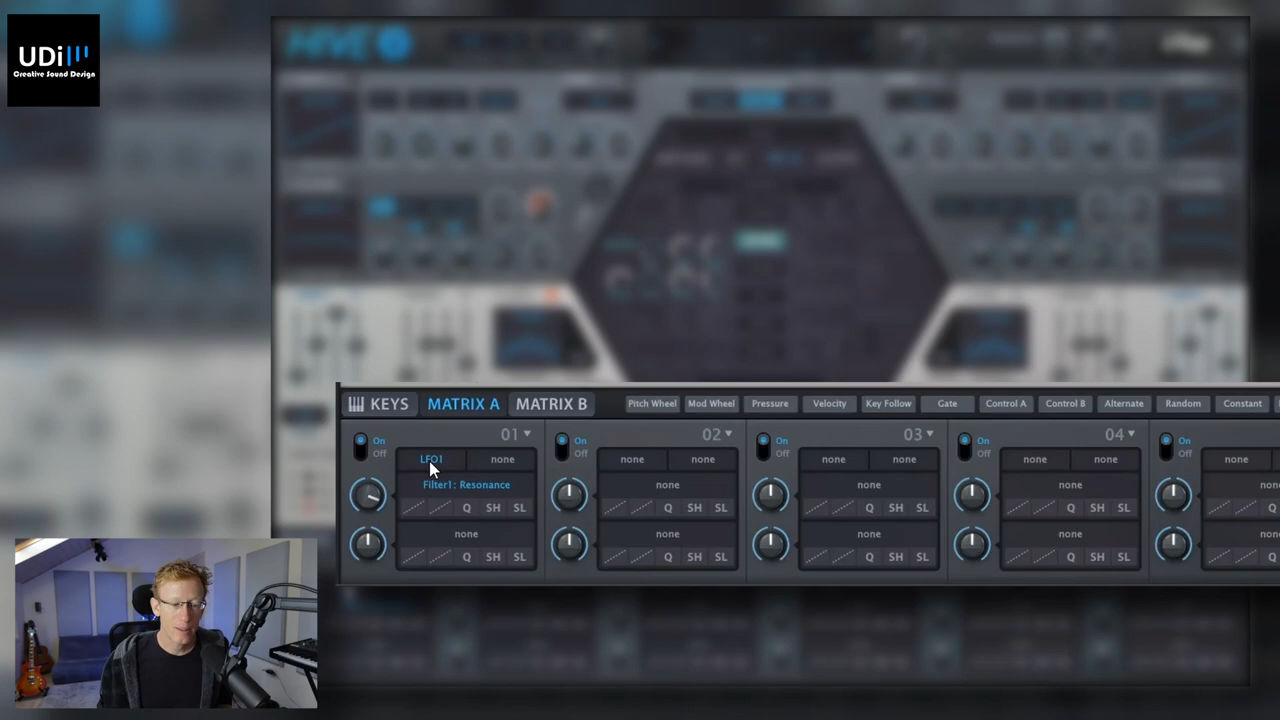 UDi
Creative Sound Design
HIVE
KEYS MATRIX A MATRIX B Pitch Wheel Mod Wheel Pressure Velocity Key Follow Gate Control A Control B Alternate Random Constant
01 02 03 04
On On On On On
Off Off Off Off Off
LFO1 none none none none none none none none
Filter1: Resonance none none none
Q SH SL Q SH SL Q SH SL Q SH SL Q
none none none none
Q SH SL Q SH SL Q SH SL Q SH SL Q